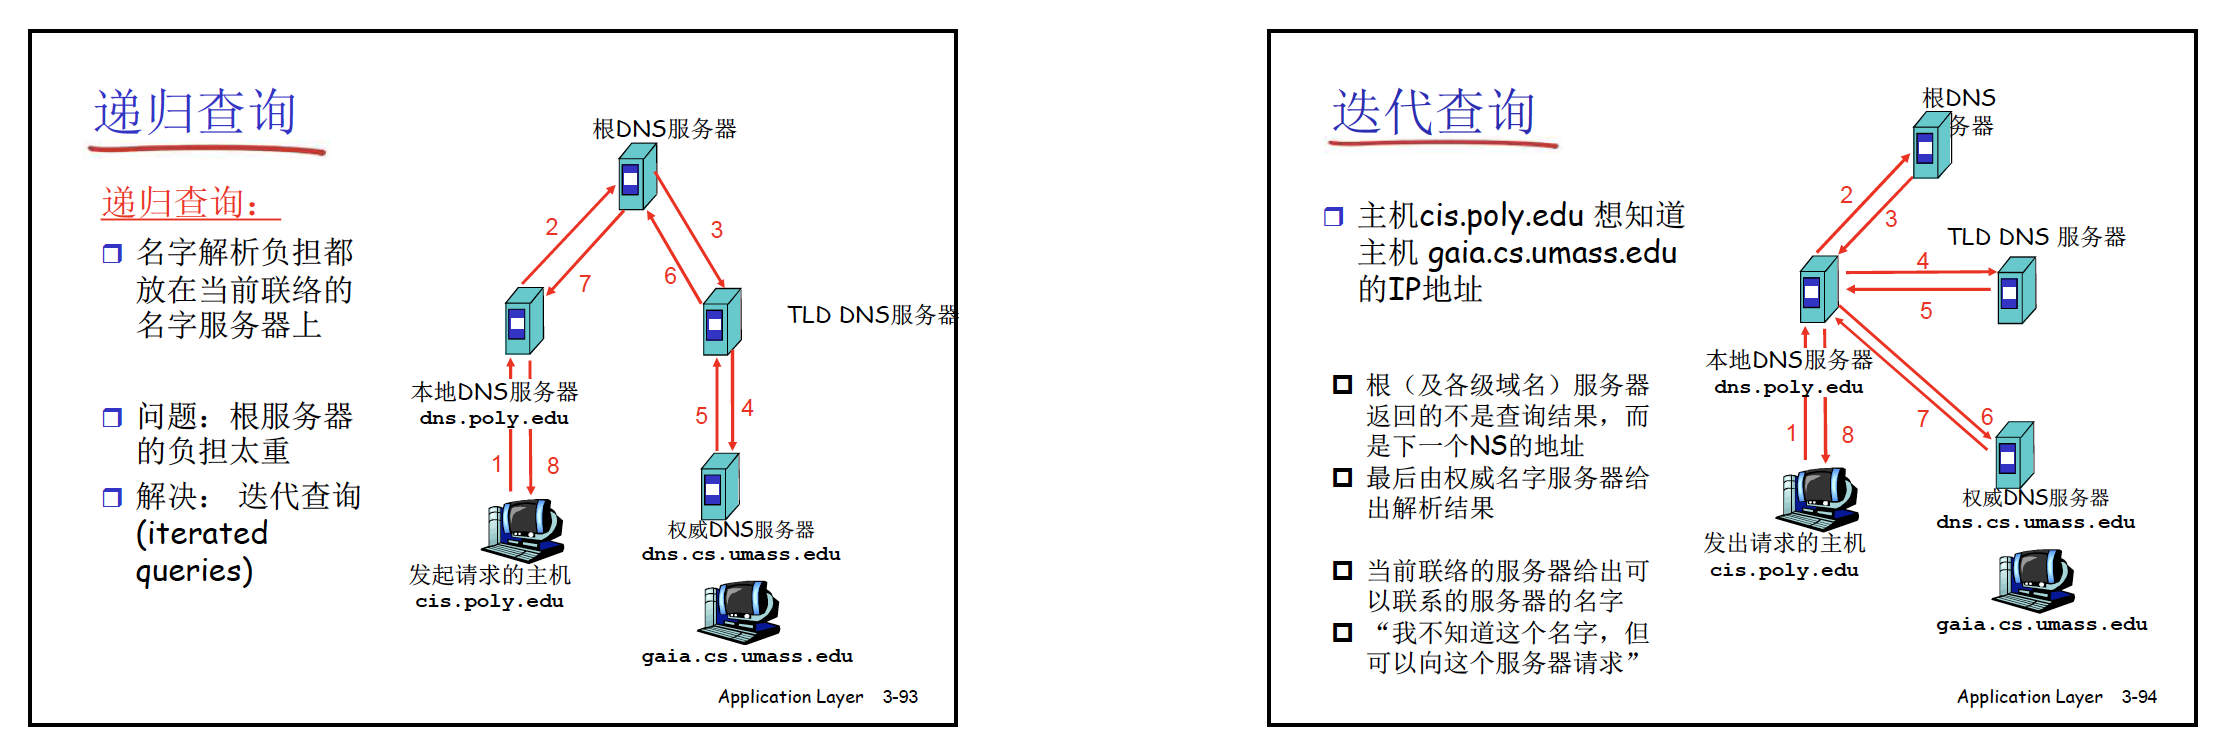 递归查询
递归查询：
名字解析负担都
放在当前联络的
名字服务器上
问题：根服务器
的负担太重
解决： 迭代查询
(iterated
queries)
根DNS服务器
2
3
7
6
TLD DNS服务器
本地DNS服务器
dns.poly.edu
5
4
1
8
权威DNS服务器
dns.cs.umass.edu
发起请求的主机
cis.poly.edu
gaia.cs.umass.edu
Application Layer 3-93
迭代查询
主机cis.poly.edu 想知道
主机 gaia.cs.umass.edu
的IP地址
根（及各级域名）服务器
返回的不是查询结果，而
是下一个NS的地址
最后由权威名字服务器给
出解析结果
当前联络的服务器给出可
以联系的服务器的名字
“我不知道这个名字，但
可以向这个服务器请求”
根DNS
务器
2
3
TLD DNS 服务器
4
5
本地DNS服务器
dns.poly.edu
7
6
1
8
权威DNS服务器
dns.cs.umass.edu
发出请求的主机
cis.poly.edu
gaia.cs.umass.edu
Application Layer 3-94